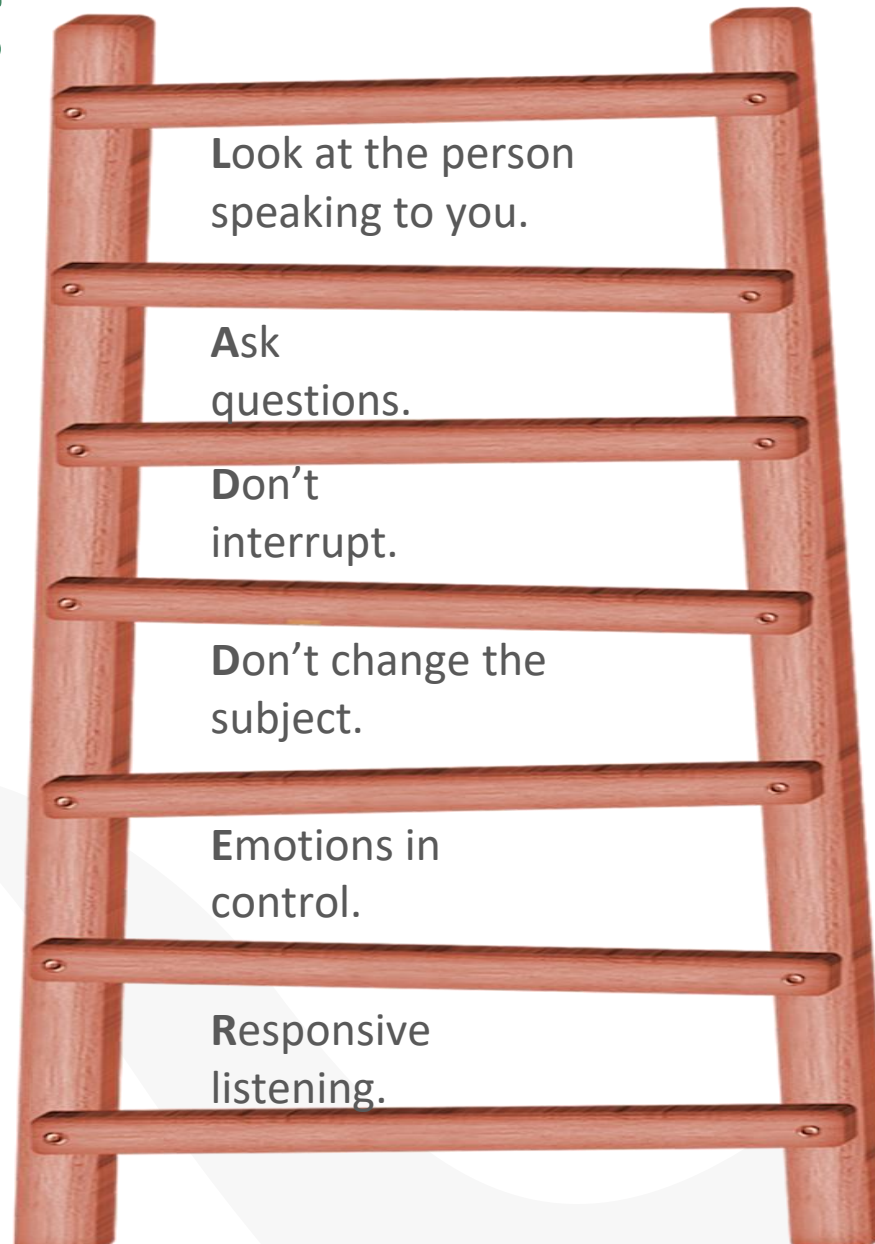 Look at the person
speaking to you.
Ask
questions.
Don’t
interrupt.
Don’t change the
subject.
Emotions in
control.
Responsive
listening.